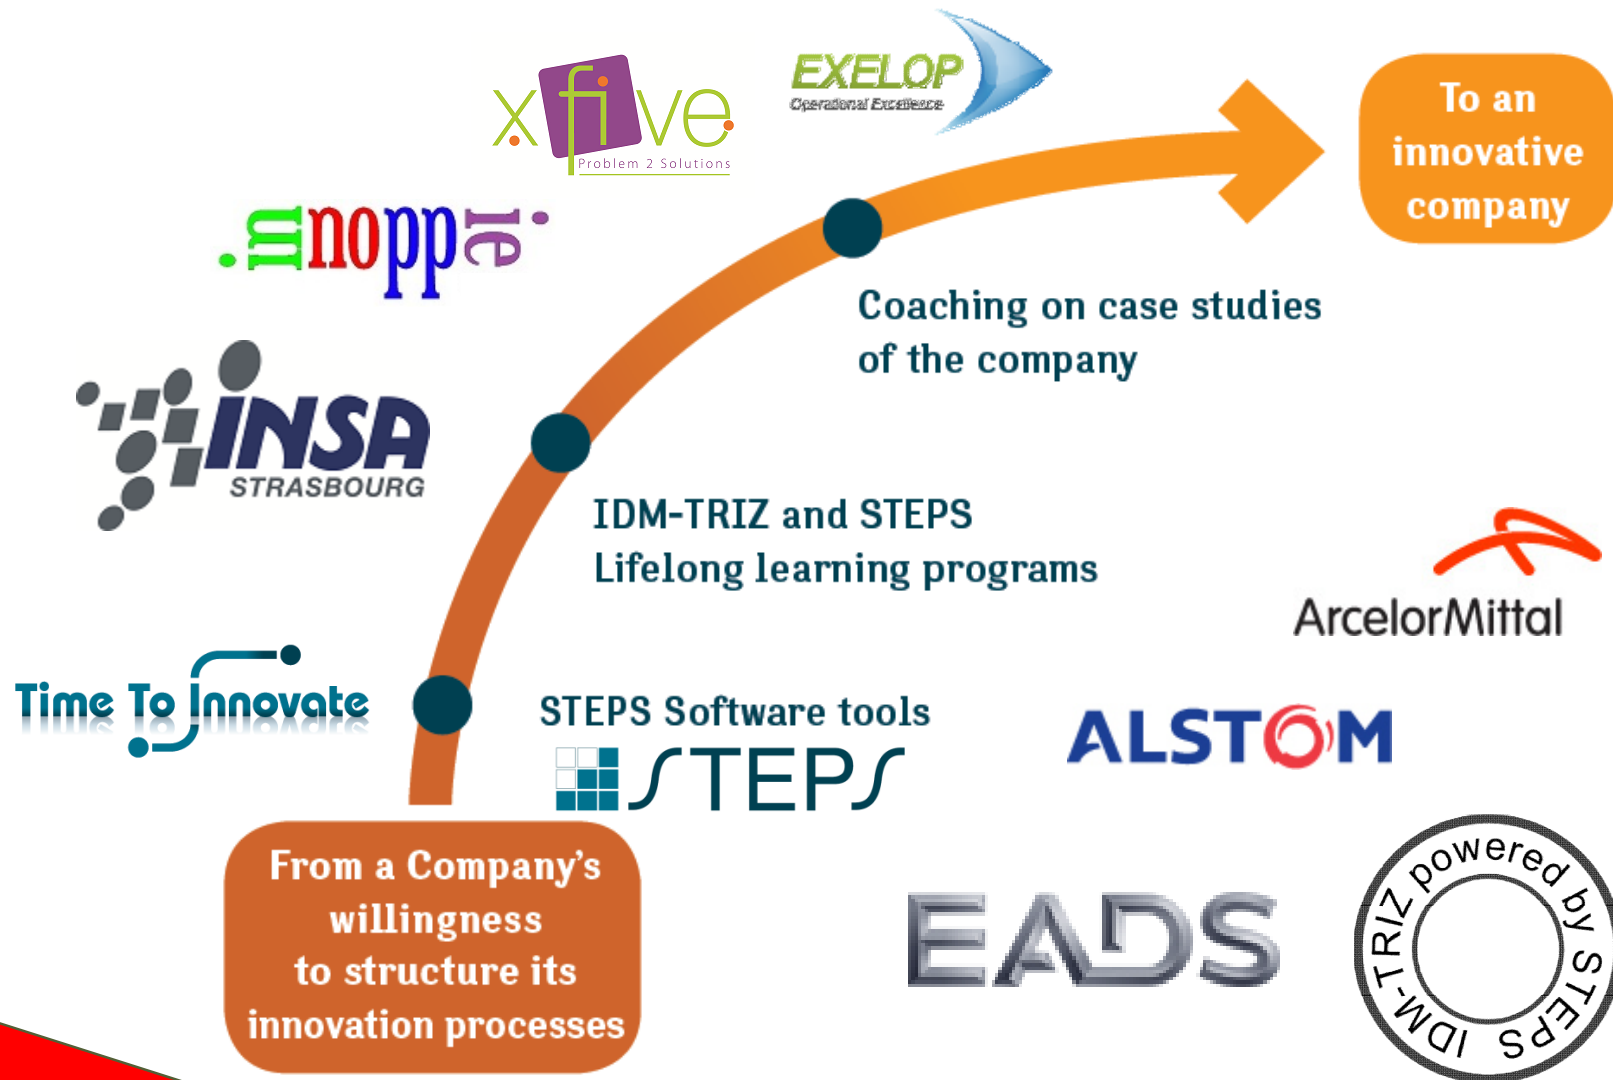 xfive
Problem 2 Solutions
EXELOP
Operational Excellence
To an
innovative
company
innoppie
Coaching on case studies
of the company
INSA
STRASBOURG
IDM-TRIZ and STEPS
Lifelong learning programs
ArcelorMittal
Time To Innovate
STEPS Software tools
STEPS
ALSTOM
From a Company's
willingness
to structure its
innovation processes
EADS
IDM-TRIZ powered by STEPS